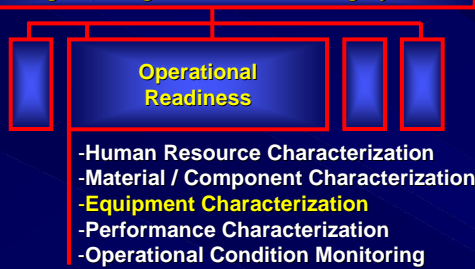 Operational
Readiness
-Human Resource Characterization
-Material / Component Characterization
-Equipment Characterization
-Performance Characterization
-Operational Condition Monitoring